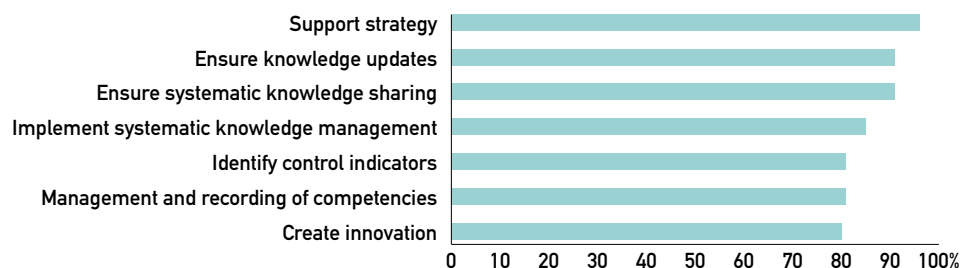 Support strategy
Ensure knowledge updates
Ensure systematic knowledge sharing
Implement systematic knowledge management
Identify control indicators
Management and recording of competencies
Create innovation
0 10 20 30 40 50 60 70 80 90 100%